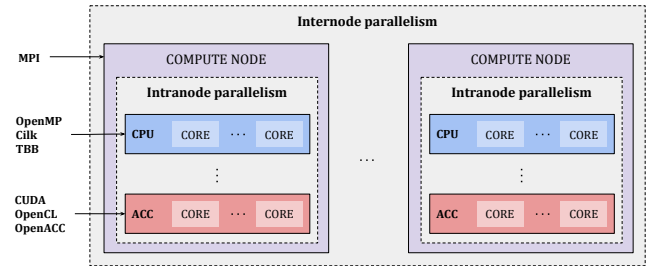 Internode parallelism
MPI
COMPUTE NODE
COMPUTE NODE
Intranode parallelism
Intranode parallelism
OpenMP
Cilk
TBB
CPU CORE ... CORE
CPU CORE ... CORE
...
CUDA
OpenCL
OpenACC
ACC CORE ... CORE
ACC CORE ... CORE